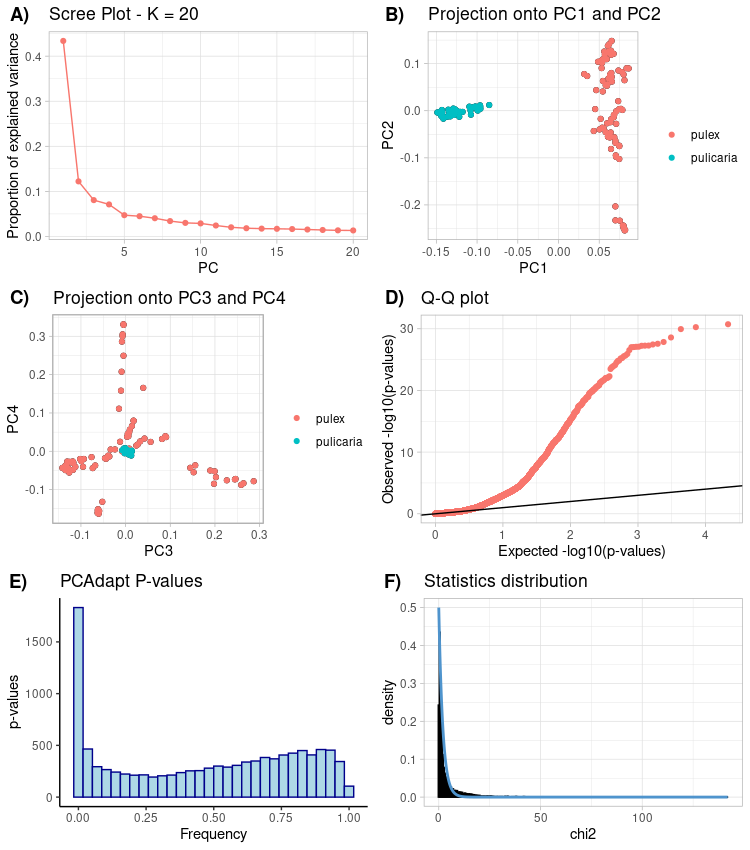 A) Scree Plot - K = 20
Proportion of explained variance
0.4
0.3
0.2
0.1
0.0
5 10 15 20
PC
B) Projection onto PC1 and PC2
PC2
0.1
0.0
-0.1
-0.2
-0.15 -0.10 -0.05 0.00 0.05
PC1
pulex
pulicaria
C) Projection onto PC3 and PC4
PC4
0.3
0.2
0.1
0.0
-0.1
-0.1 0.0 0.1 0.2 0.3
PC3
pulex
pulicaria
D) Q-Q plot
Observed -log10(p-values)
30
20
10
0
0 1 2 3 4
Expected -log10(p-values)
E) PCAdapt P-values
p-values
1500
1000
500
0
0.00 0.25 0.50 0.75 1.00
Frequency
F) Statistics distribution
density
0.5
0.4
0.3
0.2
0.1
0.0
0 50 100
chi2